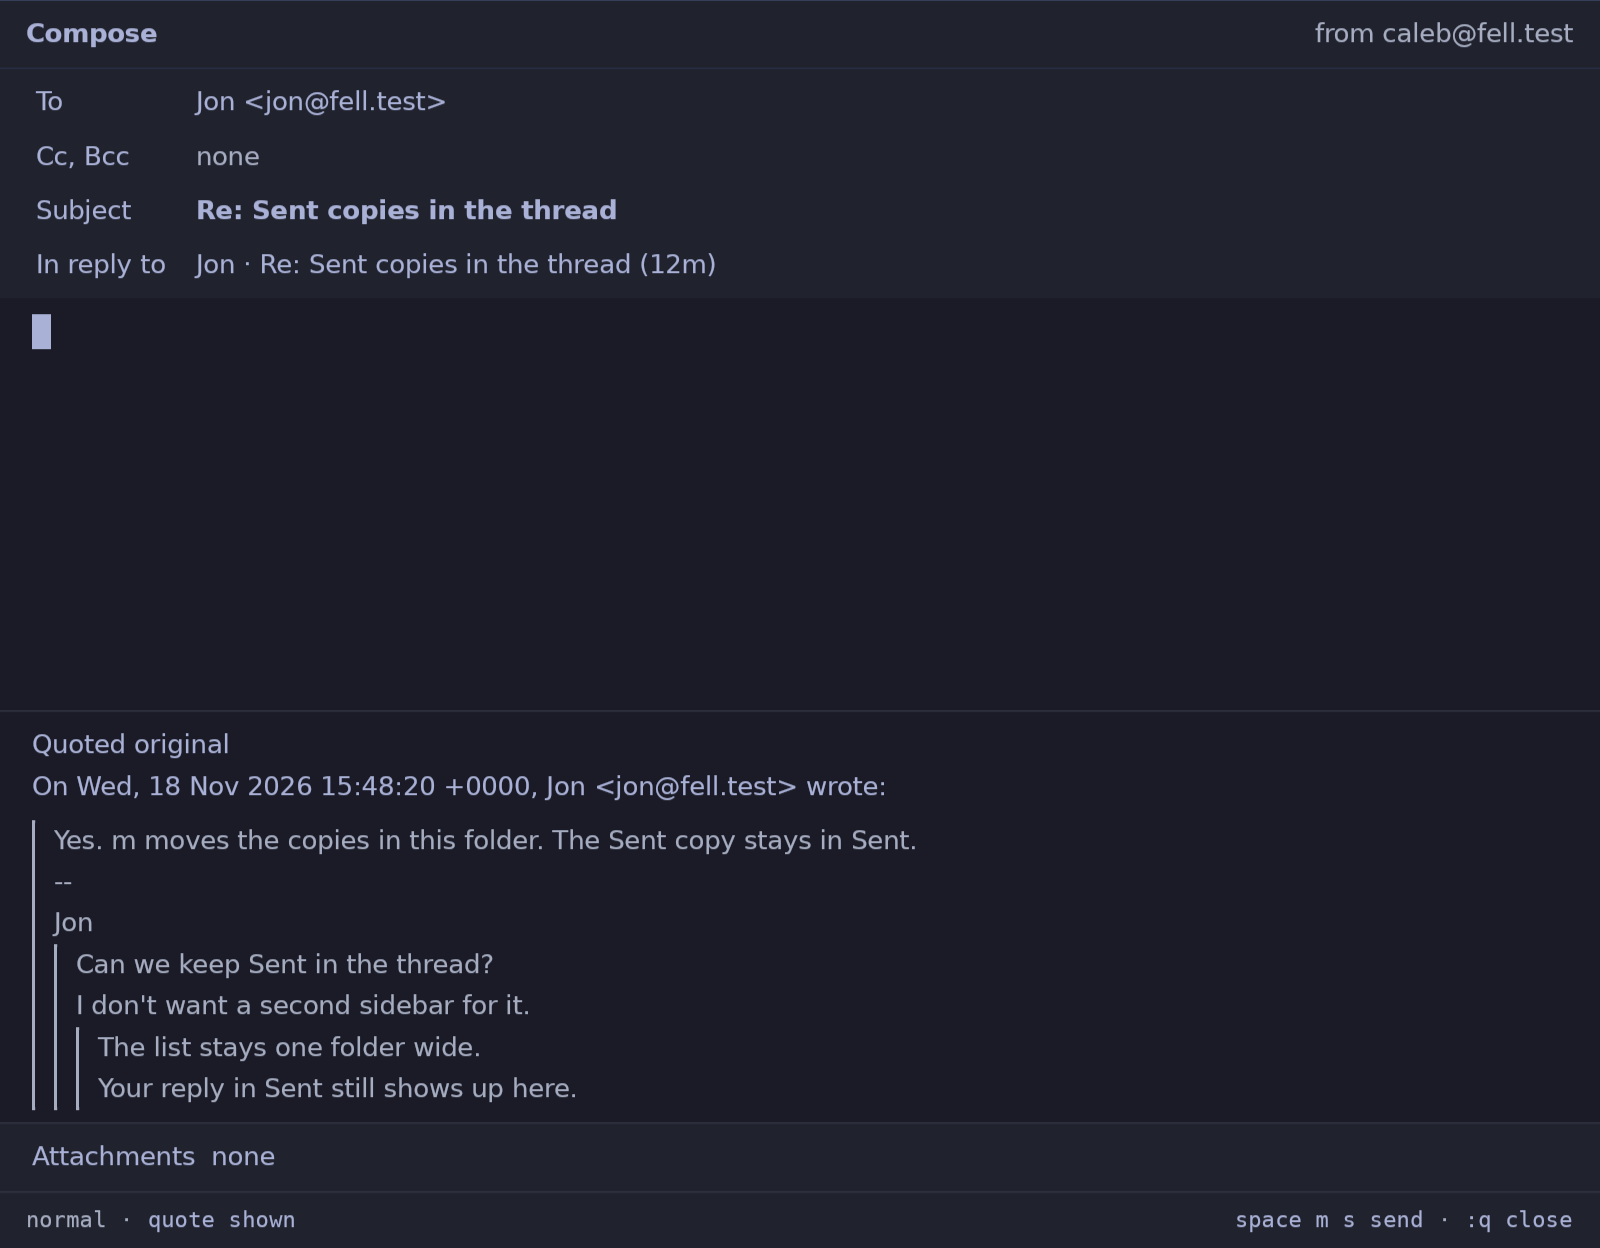 Compose from caleb@fell.test
To Jon <jon@fell.test>
Cc, Bcc none
Subject Re: Sent copies in the thread
In reply to Jon · Re: Sent copies in the thread (12m)
Quoted original
On Wed, 18 Nov 2026 15:48:20 +0000, Jon <jon@fell.test> wrote:
Yes. m moves the copies in this folder. The Sent copy stays in Sent.
--
Jon
Can we keep Sent in the thread?
I don't want a second sidebar for it.
The list stays one folder wide.
Your reply in Sent still shows up here.
Attachments none
normal · quote shown space m s send · :q close